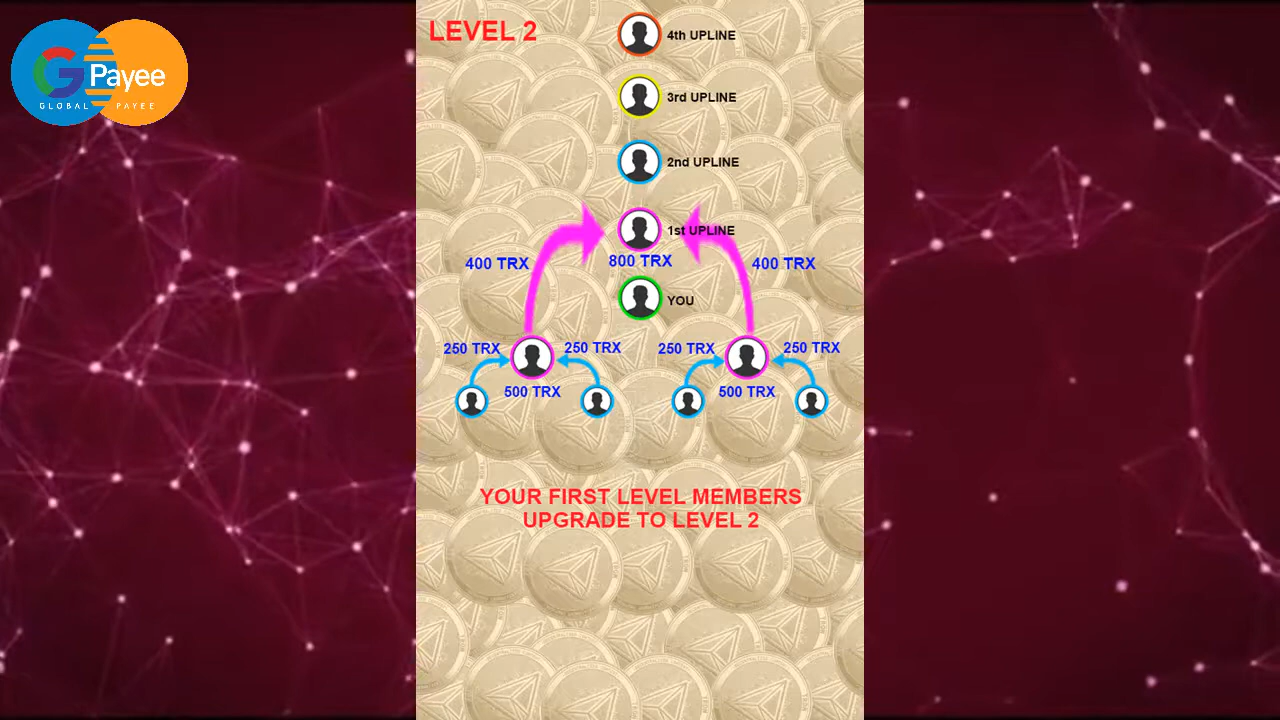 G Payee
GLOBAL PAYEE
LEVEL 2
4th UPLINE
3rd UPLINE
2nd UPLINE
1st UPLINE
400 TRX
800 TRX
400 TRX
YOU
250 TRX
250 TRX
250 TRX
250 TRX
500 TRX
500 TRX
YOUR FIRST LEVEL MEMBERS
UPGRADE TO LEVEL 2